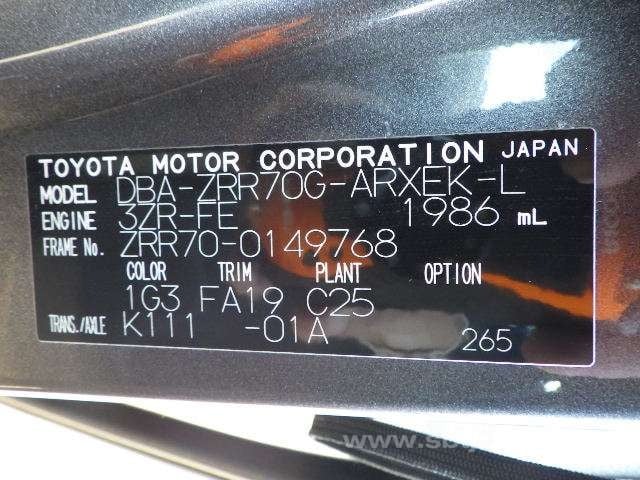 TOYOTA MOTOR CORPORATION JAPAN
MODEL DBA-ZRR70G-ARXEK-L
ENGINE 3ZR-FE 1986 mL
FRAME No. ZRR70-0149768
COLOR TRIM PLANT OPTION
1G3 FA19 C25
TRANS./AXLE K111 -01A 265